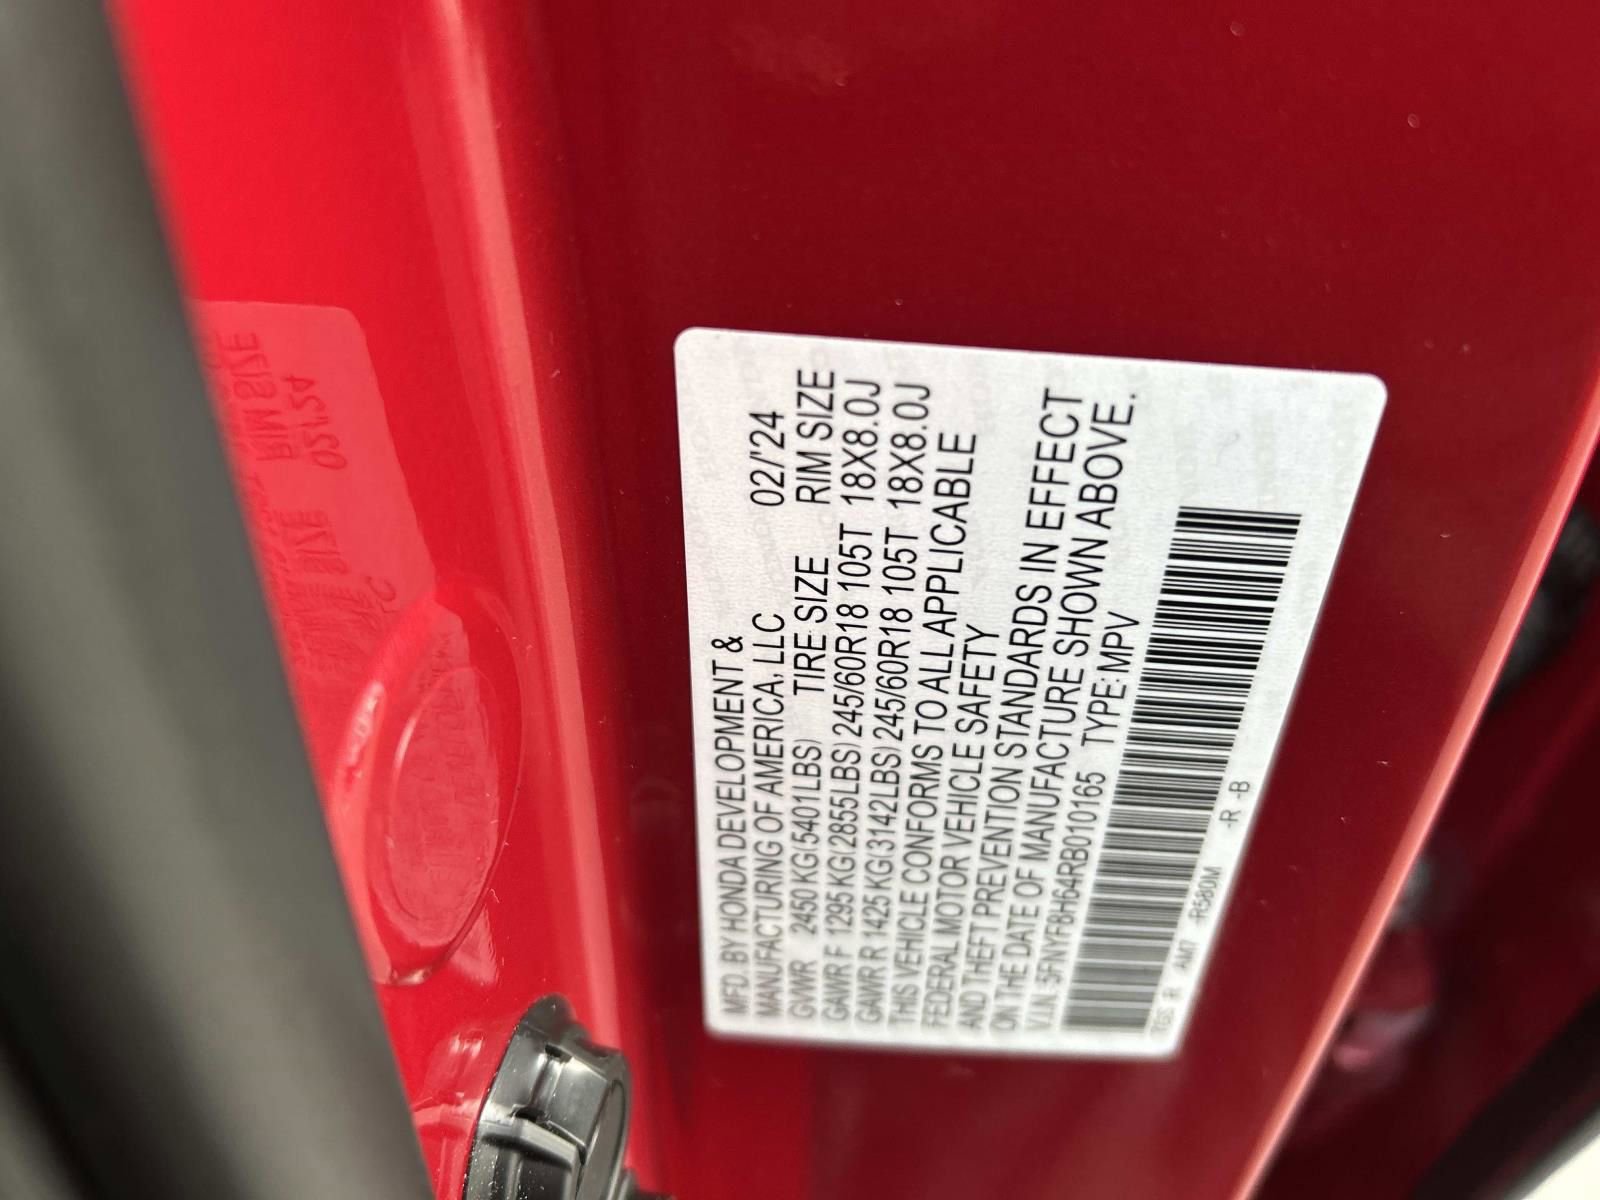 MFD. BY HONDA DEVELOPMENT &
MANUFACTURING OF AMERICA, LLC 02/'24
GVWR 2450 KG(5401LBS) TIRE SIZE RIM SIZE
GAWR F 1295 KG(2855LBS) 245/60R18 105T 18X8.0J
GAWR R 1425 KG(3142LBS) 245/60R18 105T 18X8.0J
THIS VEHICLE CONFORMS TO ALL APPLICABLE
FEDERAL MOTOR VEHICLE SAFETY
AND THEFT PREVENTION STANDARDS IN EFFECT
ON THE DATE OF MANUFACTURE SHOWN ABOVE.
V.I.N.:5FNYF8H64RB010165 TYPE:MPV
R AM7 -R580M -R -B